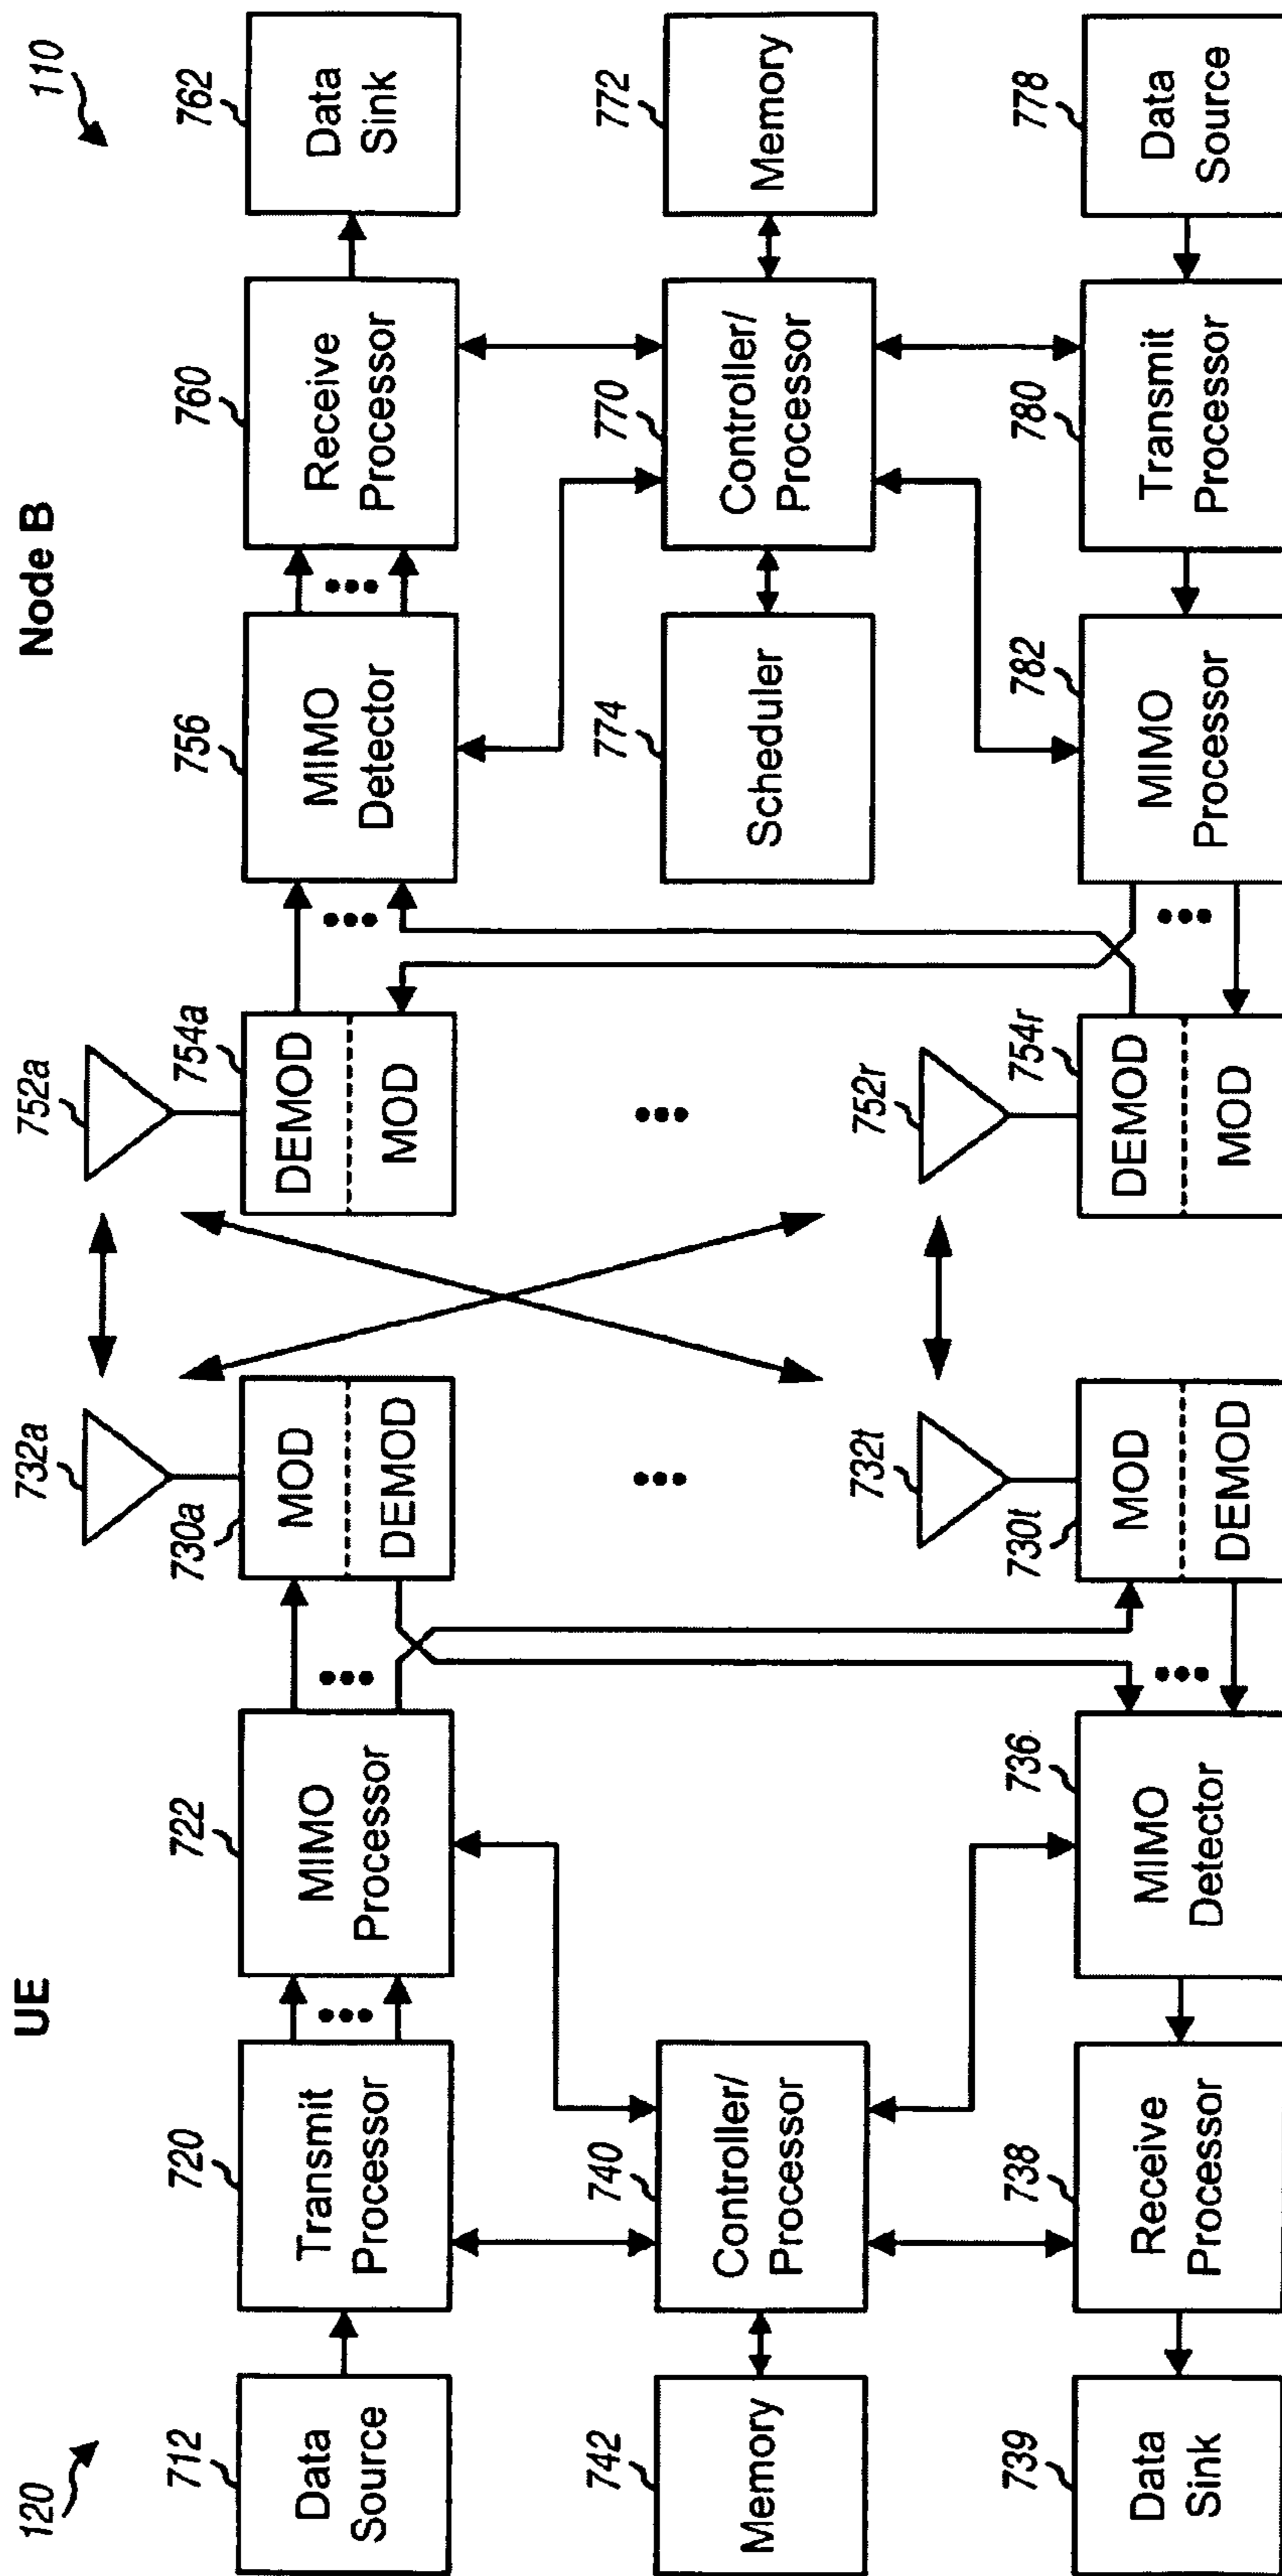 UE
Node B
120
110
712
Data
Source
720
Transmit
Processor
722
MIMO
Processor
730a
MOD
DEMOD
732a
752a
754a
DEMOD
MOD
756
MIMO
Detector
760
Receive
Processor
762
Data
Sink
742
Memory
740
Controller/
Processor
774
Scheduler
770
Controller/
Processor
772
Memory
739
Data
Sink
738
Receive
Processor
736
MIMO
Detector
730t
MOD
DEMOD
732t
752r
754r
DEMOD
MOD
782
MIMO
Processor
780
Transmit
Processor
778
Data
Source